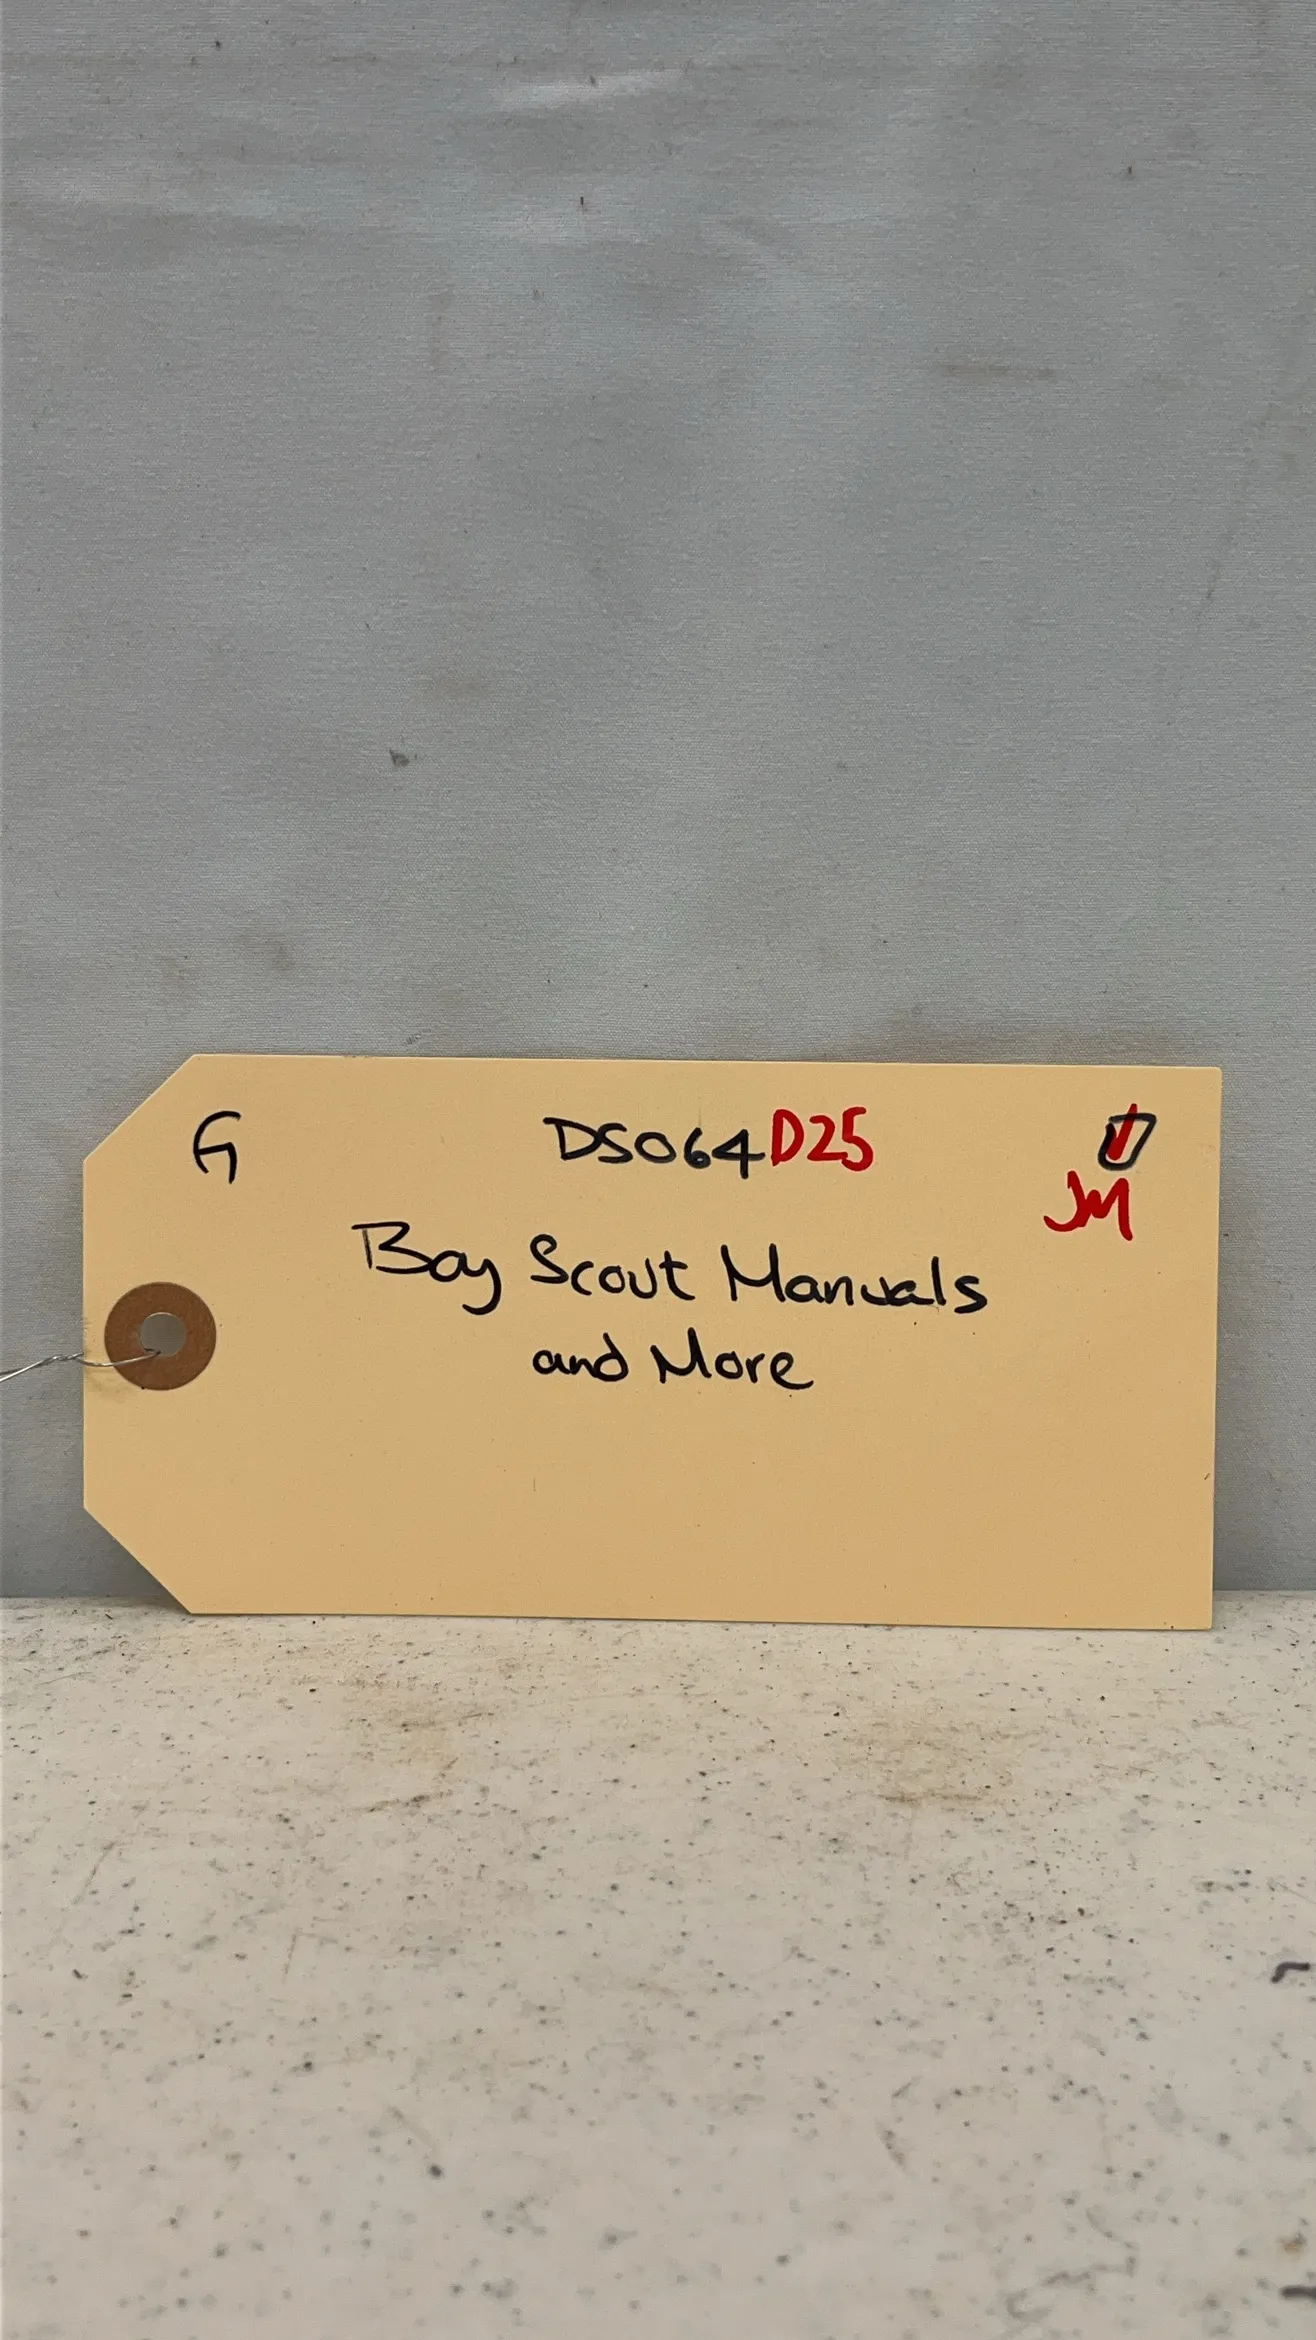 G DS064D25
JM
Boy Scout Manuals
and More